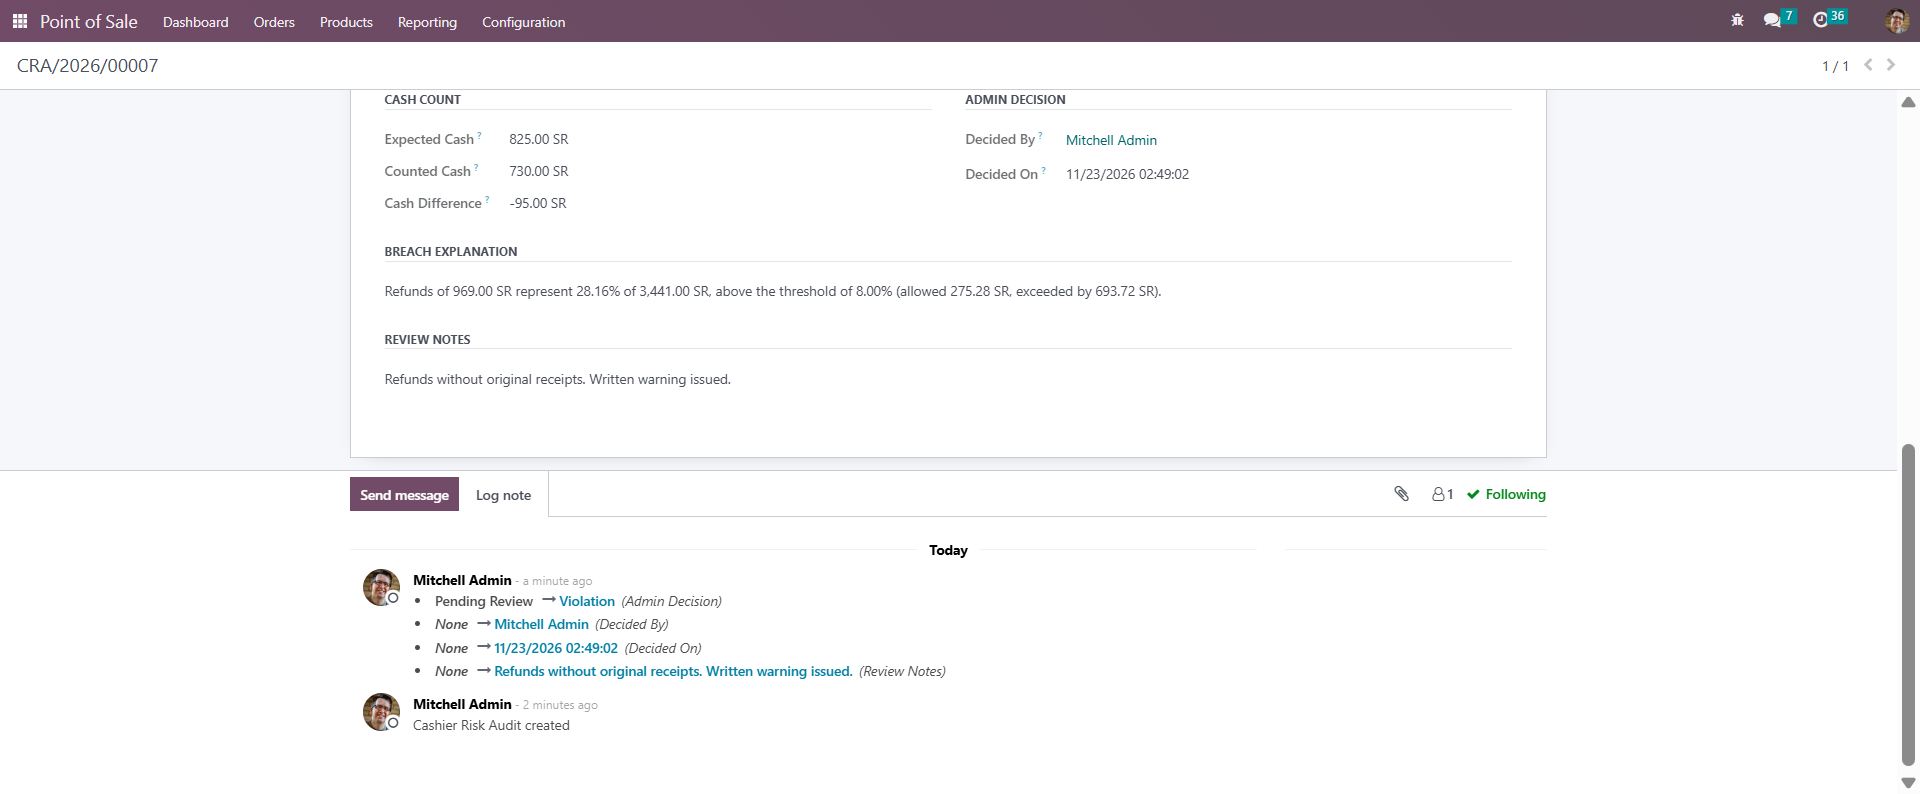 Point of Sale Dashboard Orders Products Reporting Configuration 7 36
CRA/2026/00007 1 / 1
CASH COUNT
Expected Cash ? 825.00 SR
Counted Cash ? 730.00 SR
Cash Difference ? -95.00 SR
ADMIN DECISION
Decided By ? Mitchell Admin
Decided On ? 11/23/2026 02:49:02
BREACH EXPLANATION
Refunds of 969.00 SR represent 28.16% of 3,441.00 SR, above the threshold of 8.00% (allowed 275.28 SR, exceeded by 693.72 SR).
REVIEW NOTES
Refunds without original receipts. Written warning issued.
Send message Log note 1 Following
Today
Mitchell Admin - a minute ago
• Pending Review → Violation (Admin Decision)
• None → Mitchell Admin (Decided By)
• None → 11/23/2026 02:49:02 (Decided On)
• None → Refunds without original receipts. Written warning issued. (Review Notes)
Mitchell Admin - 2 minutes ago
Cashier Risk Audit created